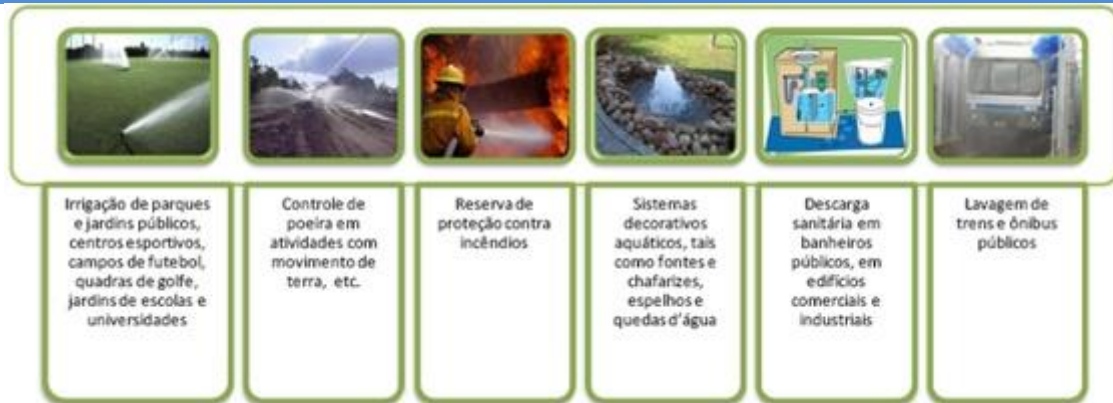 Irrigação de parques
e jardins públicos,
centros esportivos,
campos de futebol,
quadras de golfe,
jardins de escolas e
universidades
Controle de
poeira em
atividades com
movimento de
terra, etc.
Reserva de
proteção contra
incêndios
Sistemas
decorativos
aquáticos, tais
como fontes e
chafarizes,
espelhos e
quedas d'água
Descarga
sanitária em
banheiros
públicos, em
edifícios
comerciais e
industriais
Lavagem de
trens e ônibus
públicos